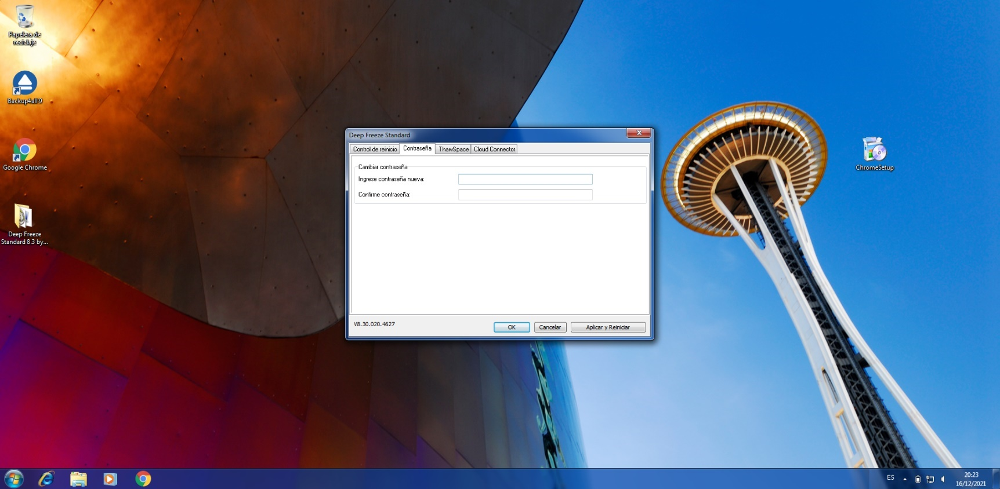 Papelera de
reciclaje
Backup4all 9
Google Chrome
Deep Freeze
Standard 8.3 by...
Deep Freeze Standard
Control de reinicio
Contraseña
ThawSpace
Cloud Connector
Cambiar contraseña
Ingrese contraseña nueva:
Confirme contraseña:
V8.30.020.4627
OK
Cancelar
Aplicar y Reiniciar
ChromeSetup
ES
20:23
16/12/2021